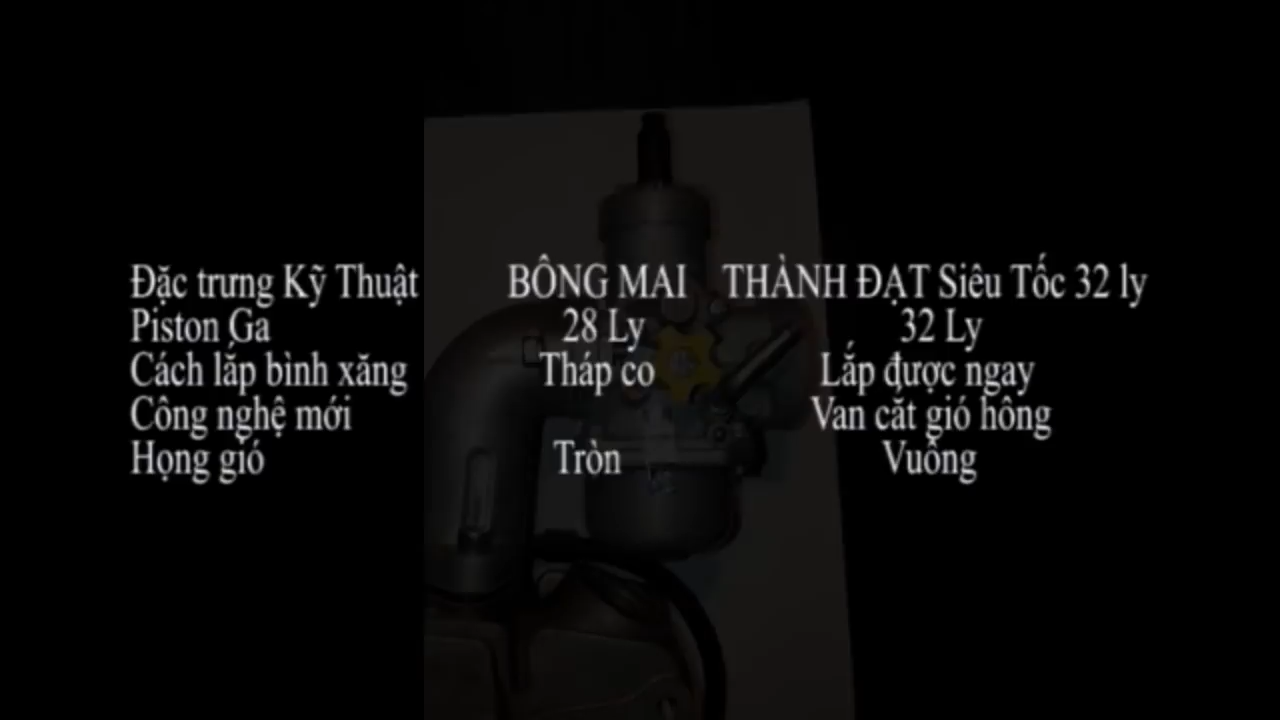 Đặc trưng Kỹ Thuật BÔNG MAI THÀNH ĐẠT Siêu Tốc 32 ly
Piston Ga 28 Ly 32 Ly
Cách lắp bình xăng Tháp co Lắp được ngay
Công nghệ mới Van cắt gió hông
Họng gió Tròn Vuông